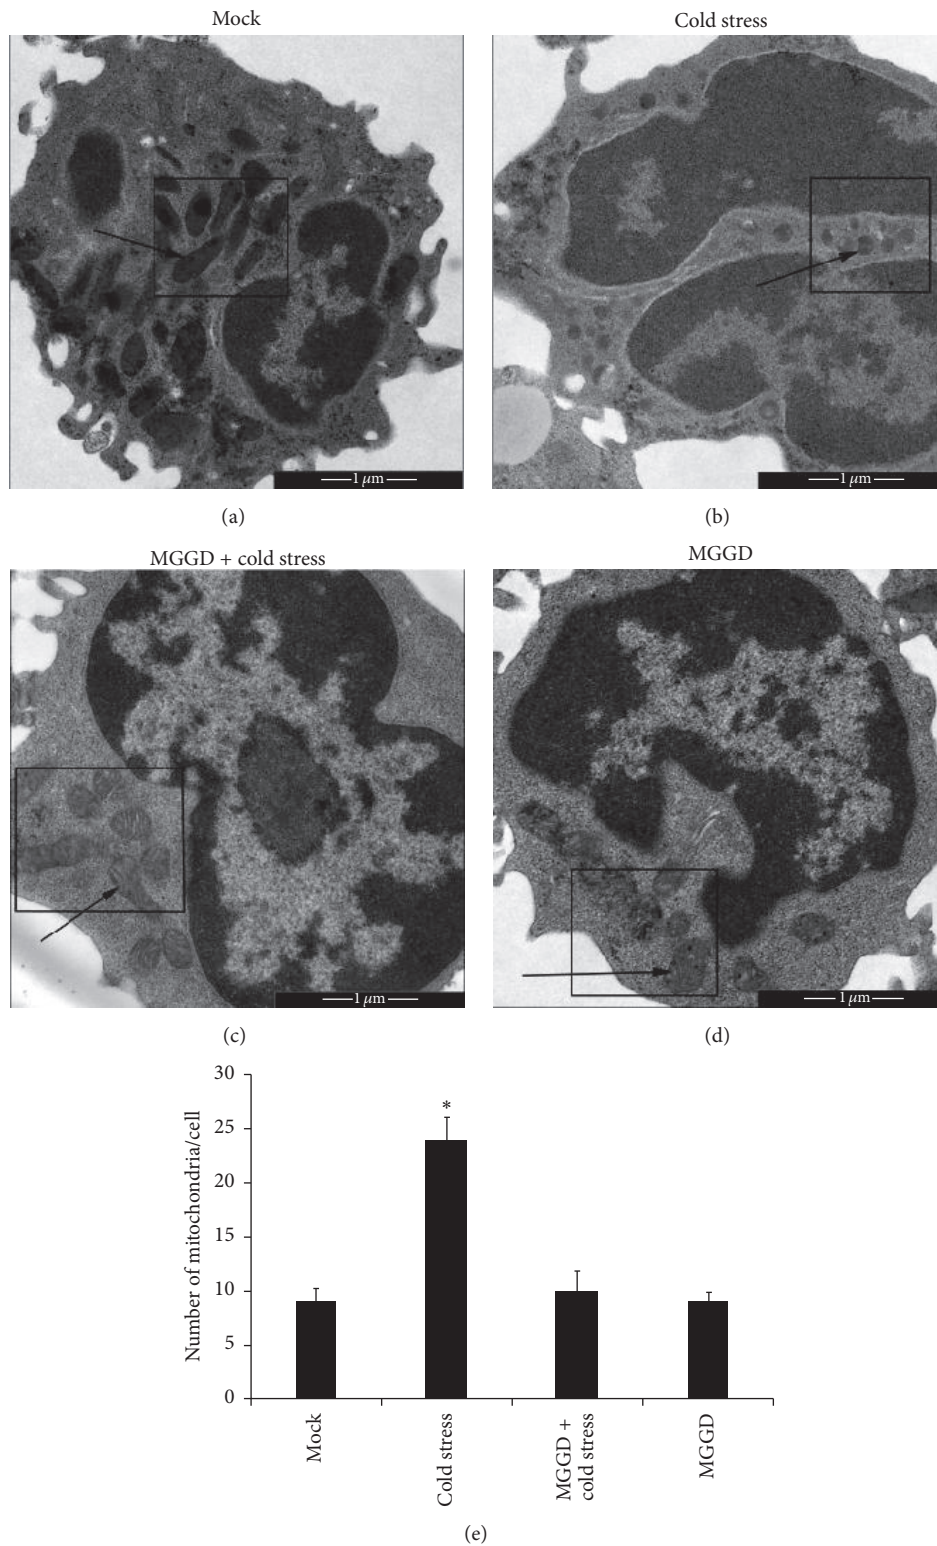 Mock
Cold stress
1 μm
1 μm
(a)
(b)
MGGD + cold stress
MGGD
1 μm
1 μm
(c)
(d)
30
25
20
15
10
5
0
Number of mitochondria/cell
*
Mock
Cold stress
MGGD +
cold stress
MGGD
(e)